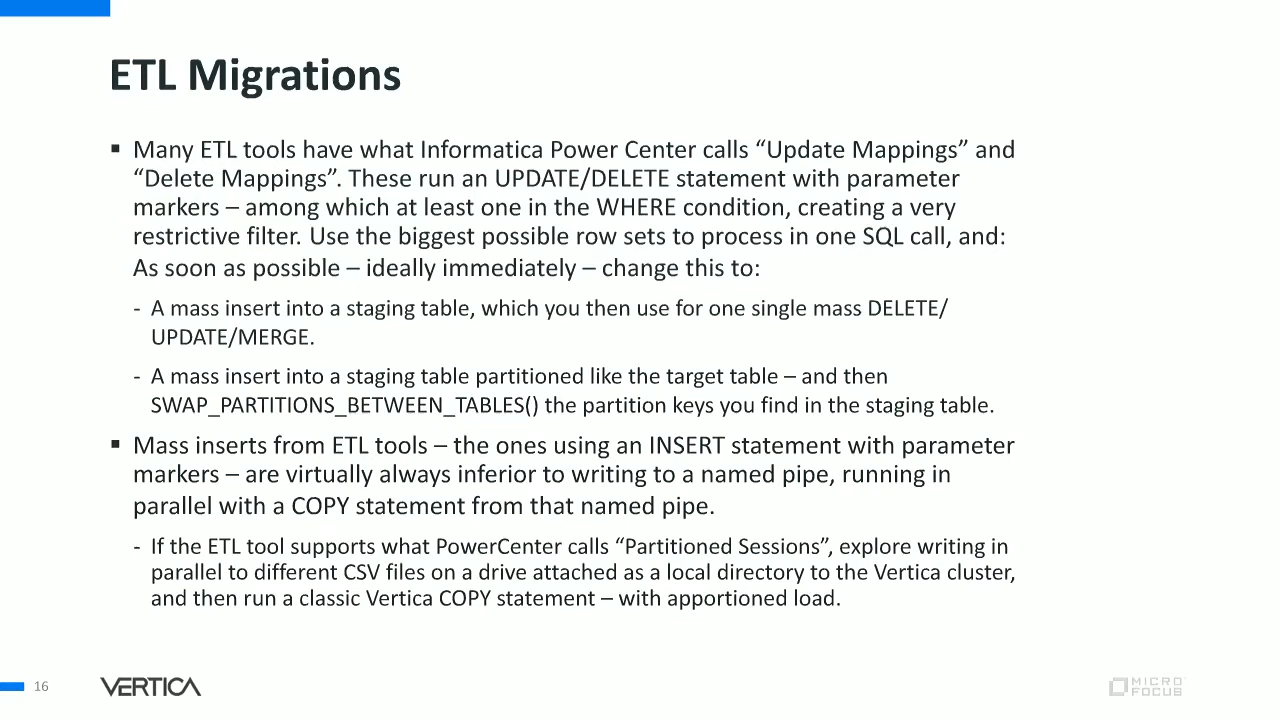 ETL Migrations
▪ Many ETL tools have what Informatica Power Center calls “Update Mappings” and
“Delete Mappings”. These run an UPDATE/DELETE statement with parameter
markers – among which at least one in the WHERE condition, creating a very
restrictive filter. Use the biggest possible row sets to process in one SQL call, and:
As soon as possible – ideally immediately – change this to:
- A mass insert into a staging table, which you then use for one single mass DELETE/
UPDATE/MERGE.
- A mass insert into a staging table partitioned like the target table – and then
SWAP_PARTITIONS_BETWEEN_TABLES() the partition keys you find in the staging table.
▪ Mass inserts from ETL tools – the ones using an INSERT statement with parameter
markers – are virtually always inferior to writing to a named pipe, running in
parallel with a COPY statement from that named pipe.
- If the ETL tool supports what PowerCenter calls “Partitioned Sessions”, explore writing in
parallel to different CSV files on a drive attached as a local directory to the Vertica cluster,
and then run a classic Vertica COPY statement – with apportioned load.
16
VERTICA
MICRO
FOCUS